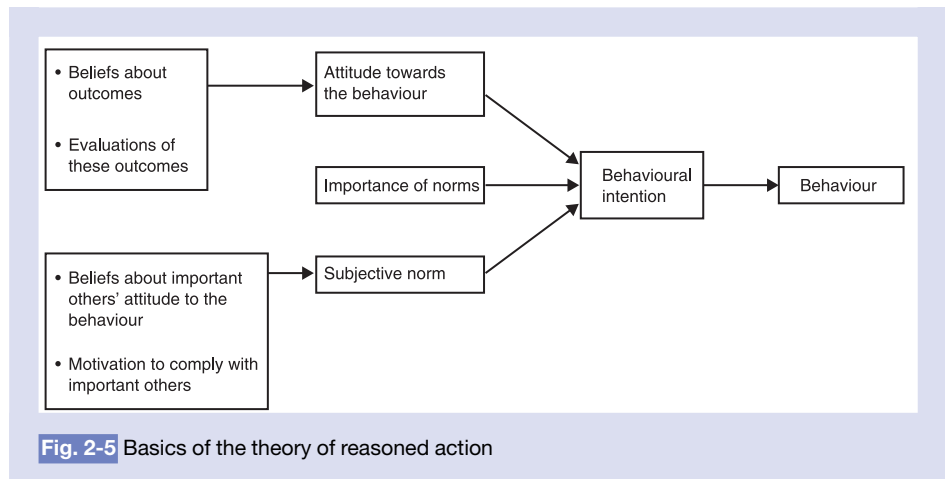 • Beliefs about
outcomes
• Evaluations of
these outcomes
Attitude towards
the behaviour
Importance of norms
Behavioural
intention
Behaviour
• Beliefs about important
others' attitude to the
behaviour
• Motivation to comply with
important others
Subjective norm
Fig. 2-5 Basics of the theory of reasoned action